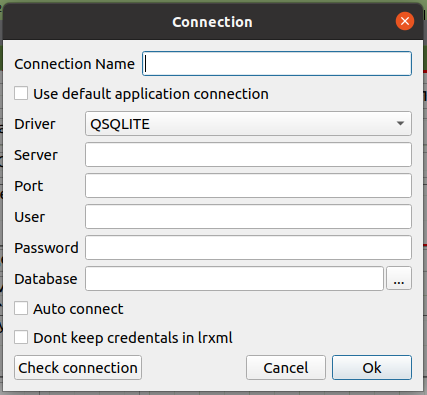 Connection
Connection Name
Use default application connection
Driver QSQLITE
Server
Port
User
Password
Database ...
Auto connect
Dont keep credentals in lrxml
Check connection Cancel Ok